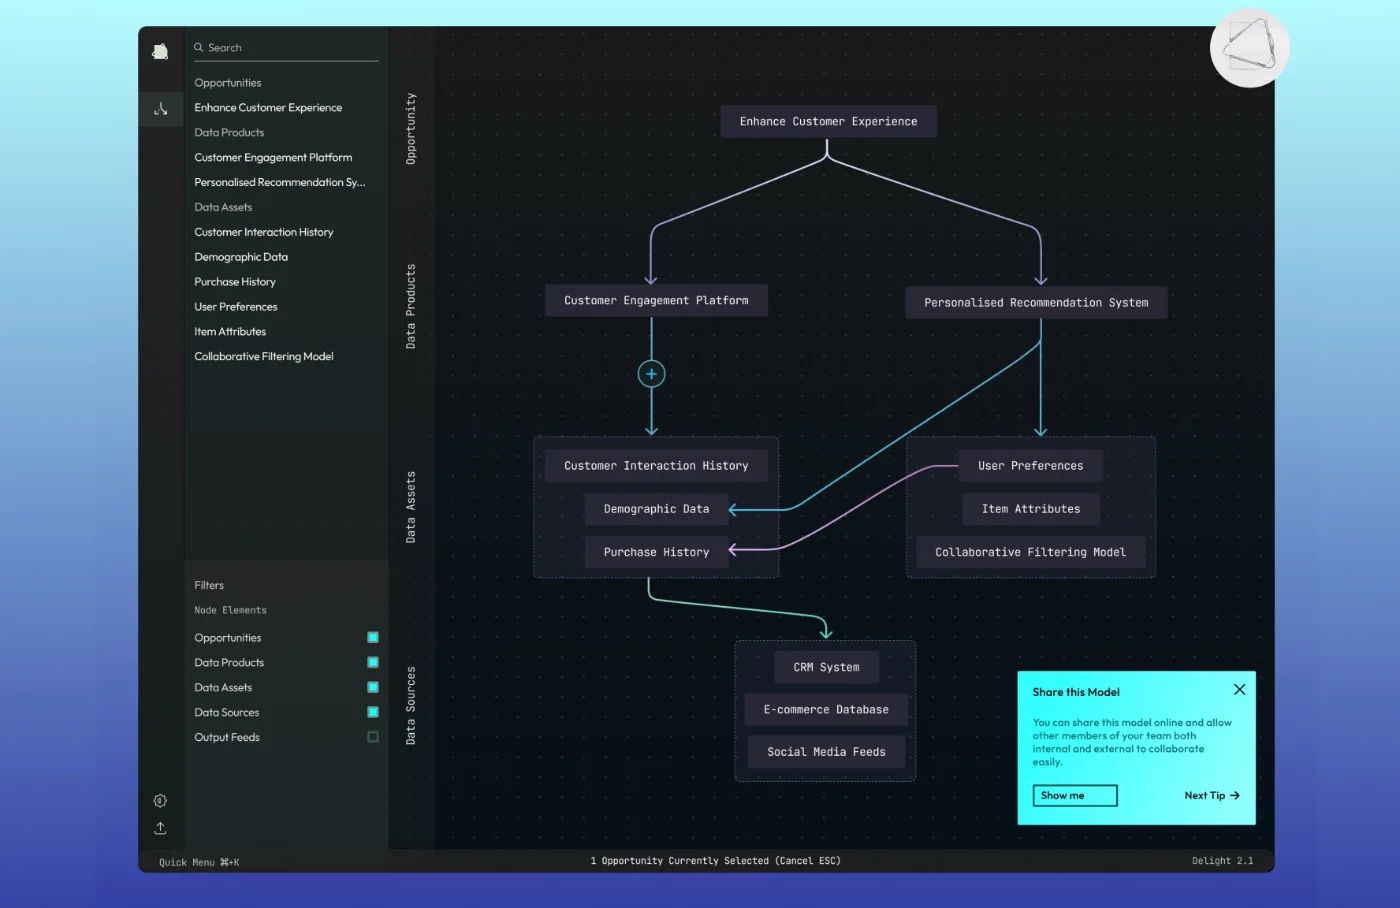 Search
Opportunities
Enhance Customer Experience
Data Products
Customer Engagement Platform
Personalised Recommendation Sy...
Data Assets
Customer Interaction History
Demographic Data
Purchase History
User Preferences
Item Attributes
Collaborative Filtering Model
Filters
Node Elements
Opportunities
Data Products
Data Assets
Data Sources
Output Feeds
Opportunity
Data Products
Data Assets
Data Sources
Enhance Customer Experience
Customer Engagement Platform
Personalised Recommendation System
Customer Interaction History
Demographic Data
Purchase History
User Preferences
Item Attributes
Collaborative Filtering Model
CRM System
E-commerce Database
Social Media Feeds
Share this Model
You can share this model online and allow
other members of your team both
internal and external to collaborate
easily.
Show me
Next Tip →
Quick Menu ⌘+K
1 Opportunity Currently Selected (Cancel ESC)
Delight 2.1